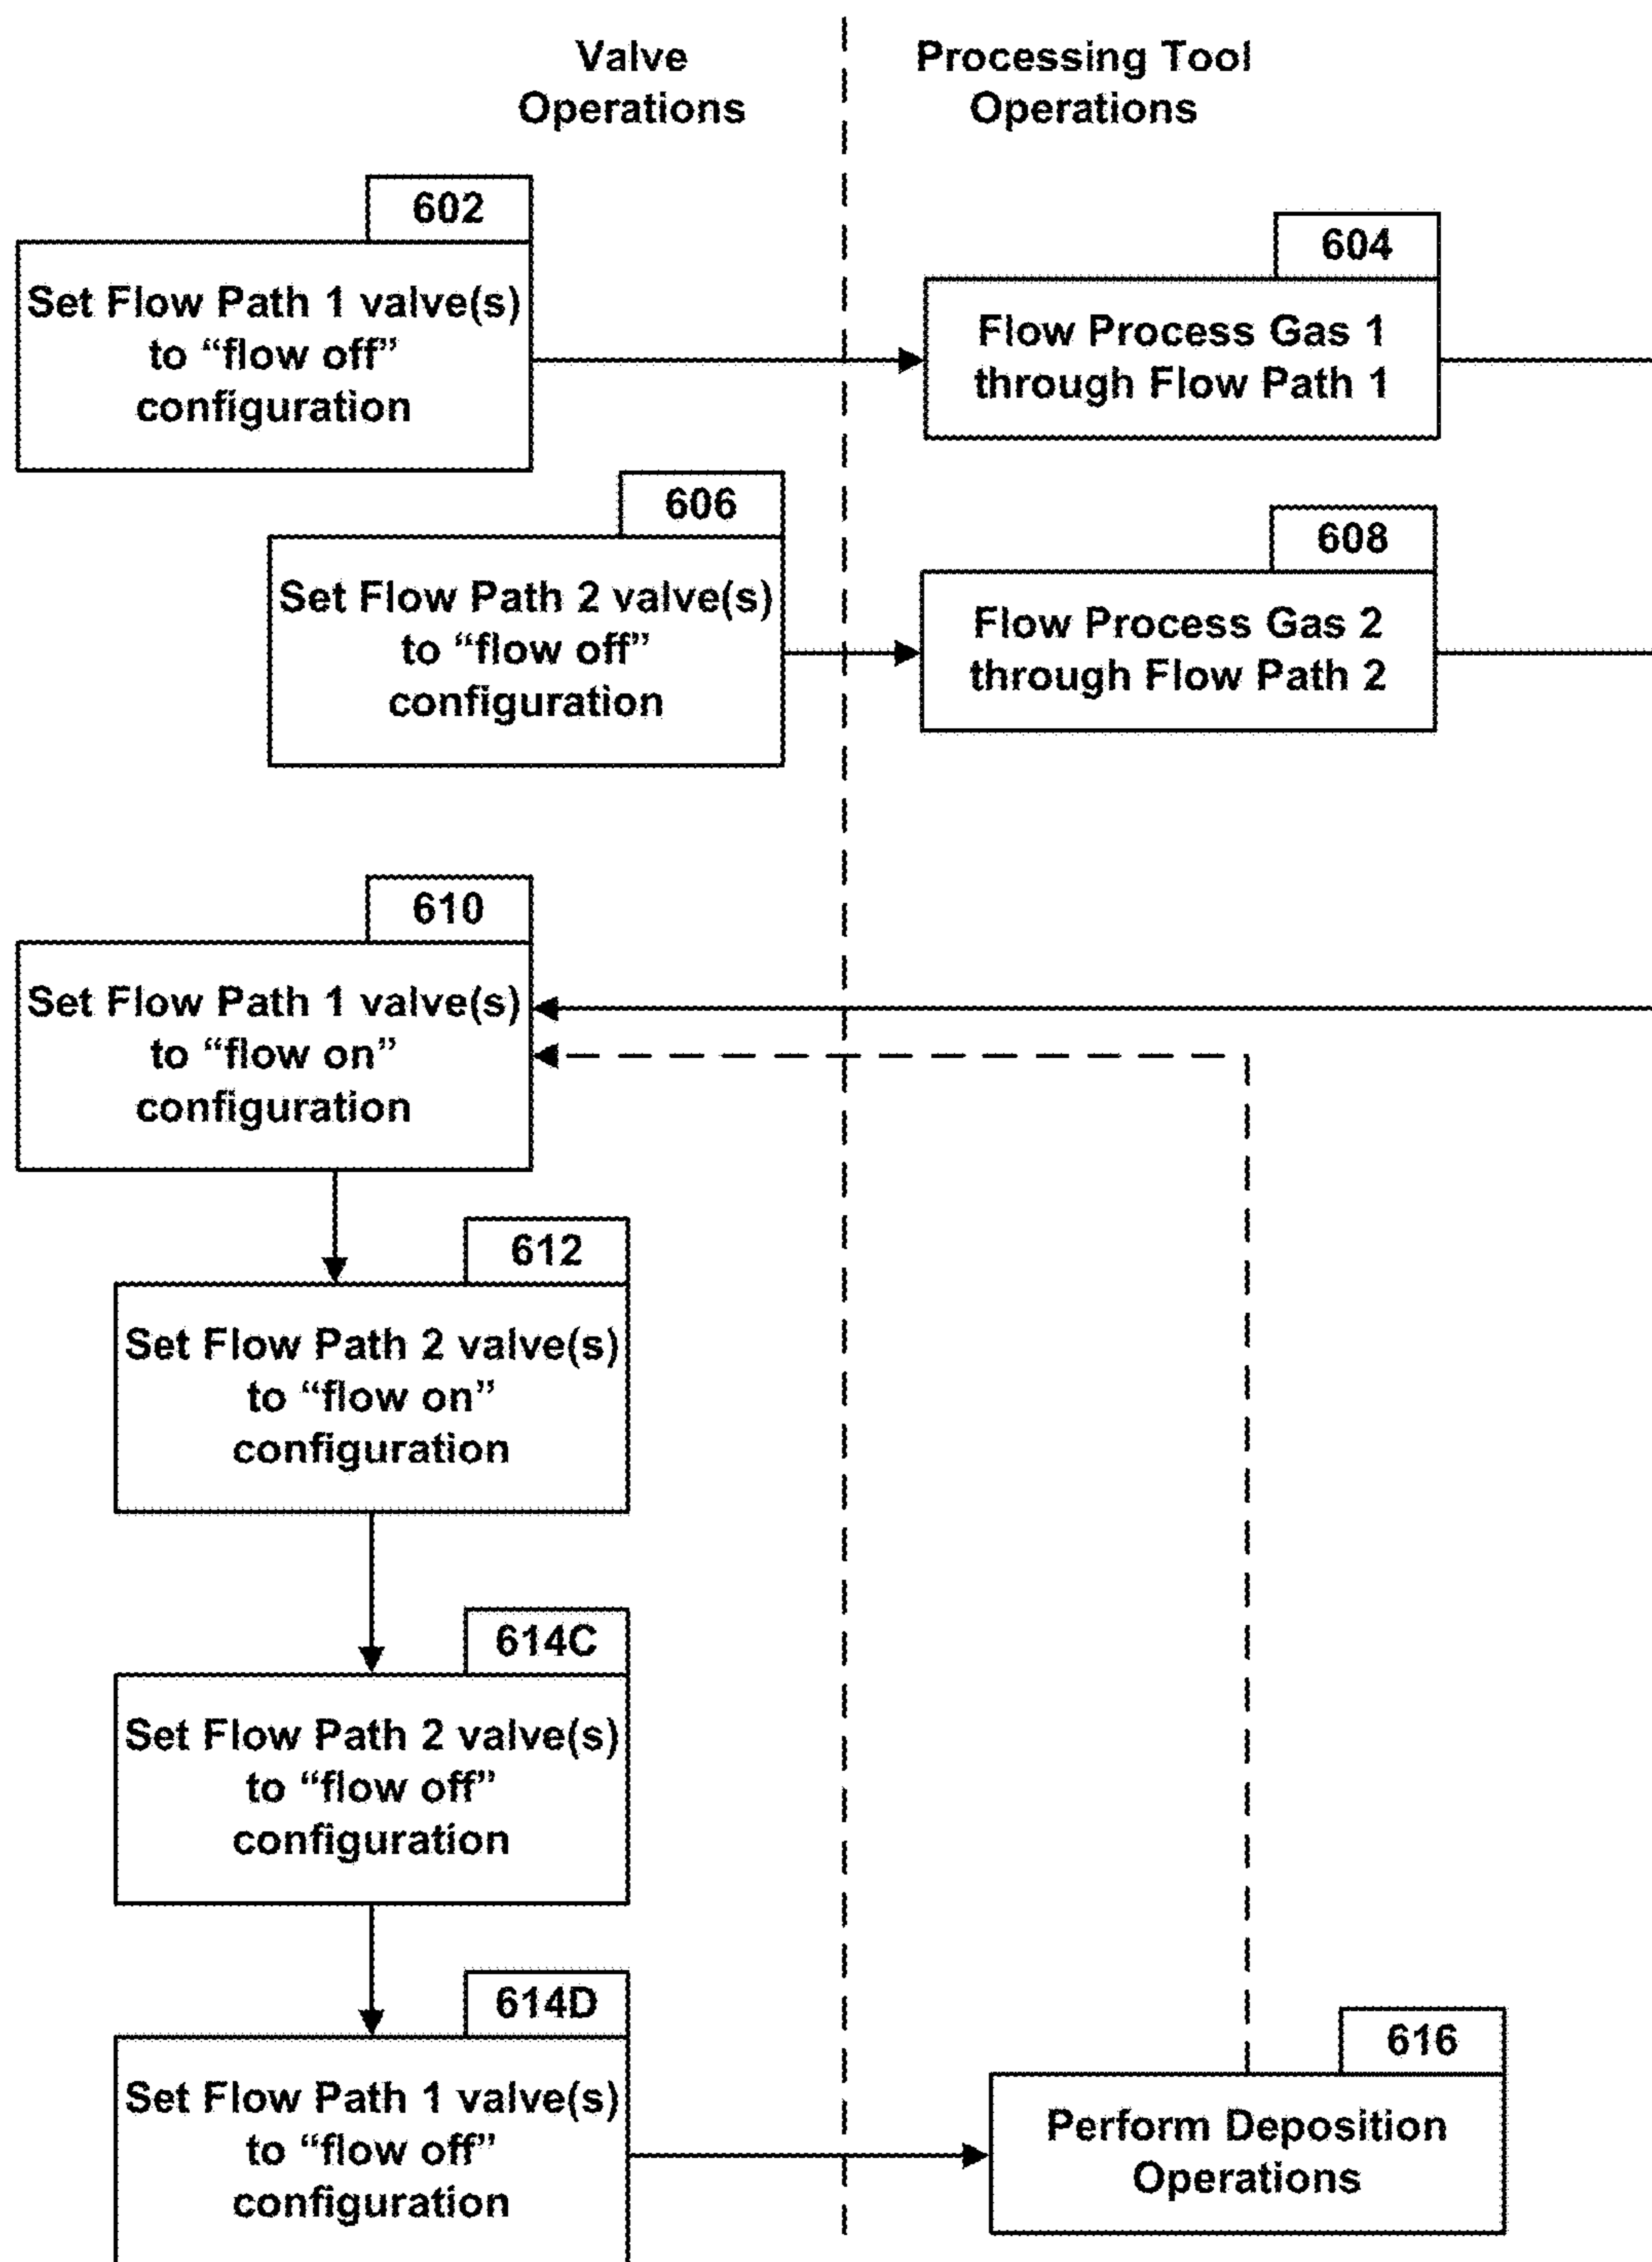 Valve
Operations
Processing Tool
Operations
602
Set Flow Path 1 valve(s)
to “flow off”
configuration
604
Flow Process Gas 1
through Flow Path 1
606
Set Flow Path 2 valve(s)
to “flow off”
configuration
608
Flow Process Gas 2
through Flow Path 2
610
Set Flow Path 1 valve(s)
to “flow on”
configuration
612
Set Flow Path 2 valve(s)
to “flow on”
configuration
614C
Set Flow Path 2 valve(s)
to “flow off”
configuration
614D
Set Flow Path 1 valve(s)
to “flow off”
configuration
616
Perform Deposition
Operations